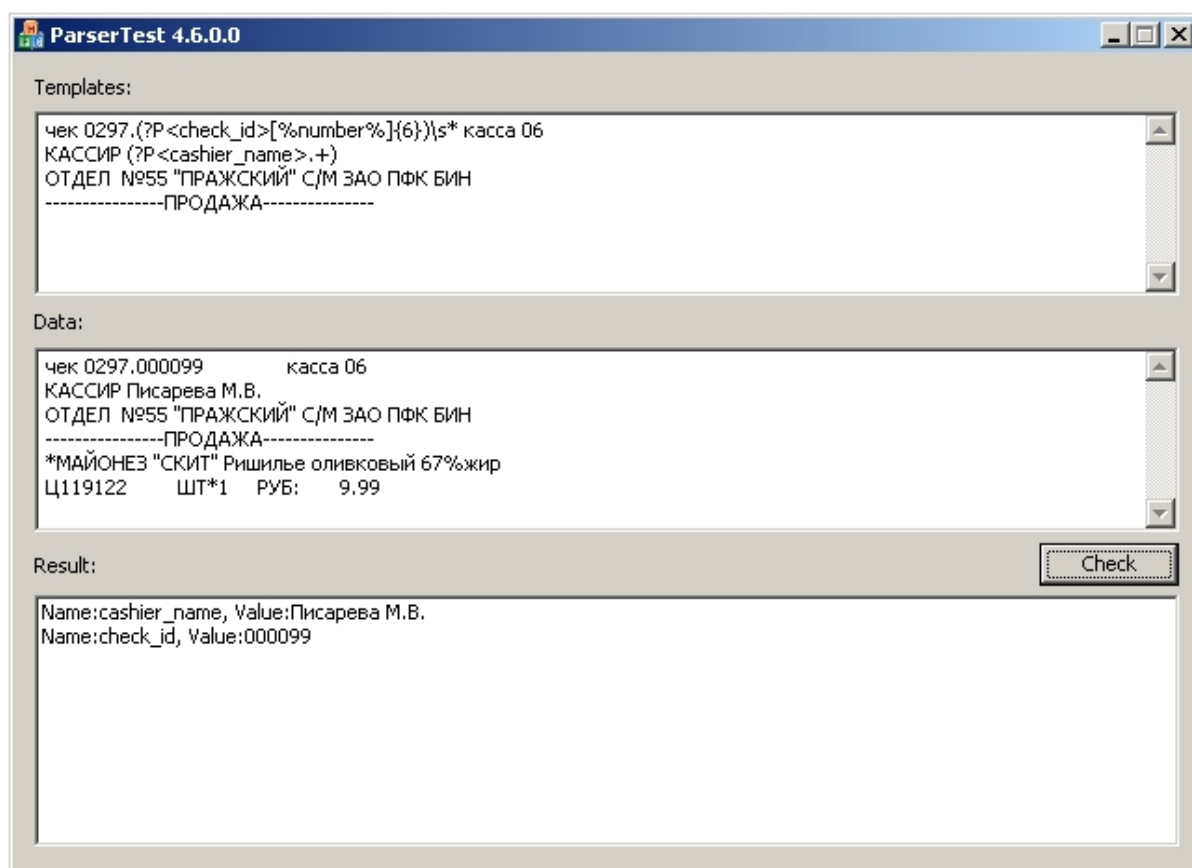 ParserTest 4.6.0.0
Templates:
чек 0297.(?P<check_id>[%number%]{6})\s* касса 06
КАССИР (?P<cashier_name>.+)
ОТДЕЛ  №55 "ПРАЖСКИЙ" С/М ЗАО ПФК БИН
----------------ПРОДАЖА---------------
Data:
чек 0297.000099               касса 06
КАССИР Писарева М.В.
ОТДЕЛ  №55 "ПРАЖСКИЙ" С/М ЗАО ПФК БИН
----------------ПРОДАЖА---------------
*МАЙОНЕЗ "СКИТ" Ришилье оливковый 67%жир
Ц119122         ШТ*1     РУБ:       9.99
Result:
Check
Name:cashier_name, Value:Писарева М.В.
Name:check_id, Value:000099